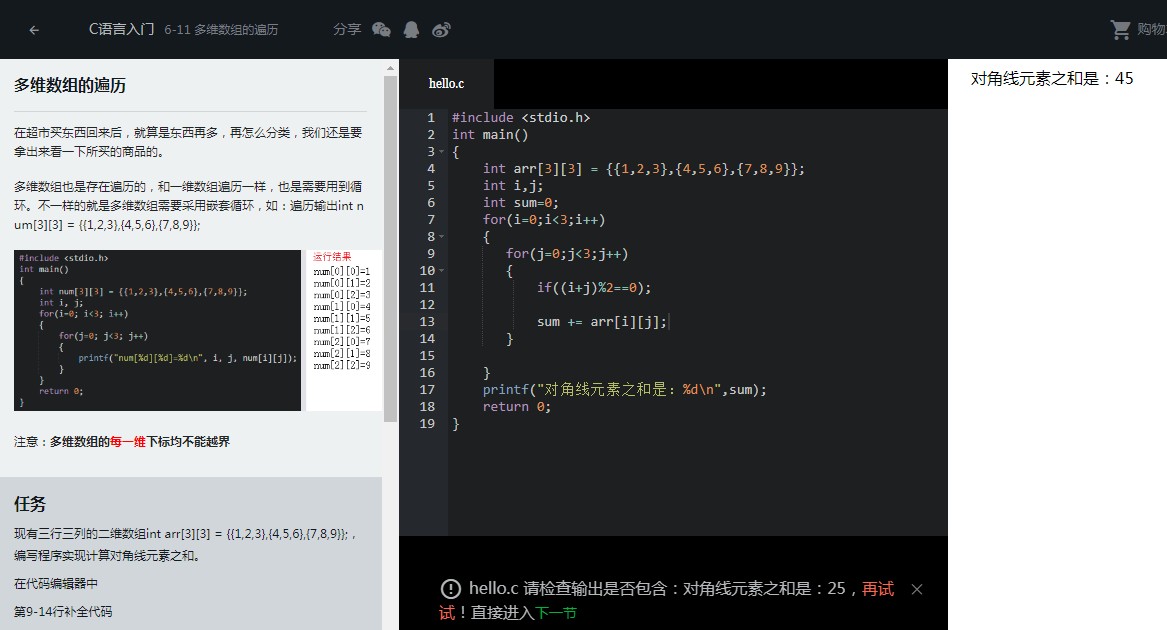 ←
C语言入门 6-11 多维数组的遍历 分享 购物
多维数组的遍历
在超市买东西回来后，就算是东西再多，再怎么分类，我们还是要
拿出来看一下所买的商品的。
多维数组也是存在遍历的，和一维数组遍历一样，也是需要用到循
环。不一样的就是多维数组需要采用嵌套循环，如：遍历输出int n
um[3][3] = {{1,2,3},{4,5,6},{7,8,9}};
#include <stdio.h>
int main()
{
int num[3][3] = {{1,2,3},{4,5,6},{7,8,9}};
int i, j;
for(i=0; i<3; i++)
{
for(j=0; j<3; j++)
{
printf("num[%d][%d]=%d\n", i, j, num[i][j]);
}
}
return 0;
}
运行结果
num[0][0]=1
num[0][1]=2
num[0][2]=3
num[1][0]=4
num[1][1]=5
num[1][2]=6
num[2][0]=7
num[2][1]=8
num[2][2]=9
注意：多维数组的每一维下标均不能越界
任务
现有三行三列的二维数组int arr[3][3] = {{1,2,3},{4,5,6},{7,8,9}};，
编写程序实现计算对角线元素之和。
在代码编辑器中
第9-14行补全代码
hello.c
1 #include <stdio.h>
2 int main()
3 {
4 int arr[3][3] = {{1,2,3},{4,5,6},{7,8,9}};
5 int i,j;
6 int sum=0;
7 for(i=0;i<3;i++)
8 {
9 for(j=0;j<3;j++)
10 {
11 if((i+j)%2==0);
12
13 sum += arr[i][j];
14 }
15
16 }
17 printf("对角线元素之和是：%d\n",sum);
18 return 0;
19 }
hello.c 请检查输出是否包含：对角线元素之和是：25，再试
试！直接进入下一节
对角线元素之和是：45